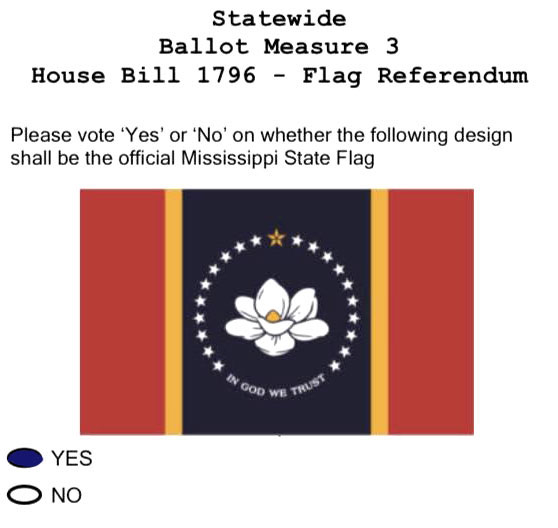 Statewide
Ballot Measure 3
House Bill 1796 - Flag Referendum
Please vote ‘Yes’ or ‘No’ on whether the following design
shall be the official Mississippi State Flag
IN GOD WE TRUST
YES
NO